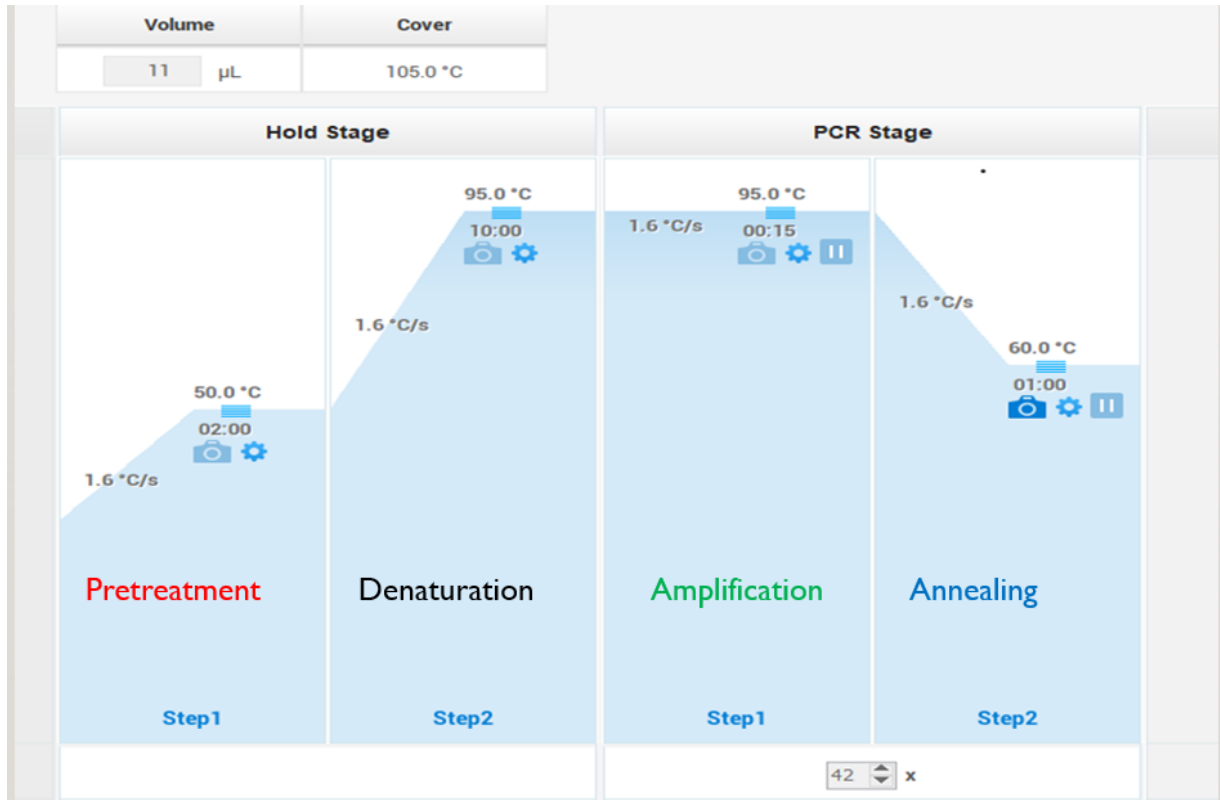 Volume Cover
11 µL 105.0 °C
Hold Stage PCR Stage
95.0 °C 95.0 °C
1.6 °C/s 10:00 00:15
1.6 °C/s
1.6 °C/s
60.0 °C
50.0 °C 01:00
02:00
1.6 °C/s
Pretreatment Denaturation Amplification Annealing
Step1 Step2 Step1 Step2
42 x